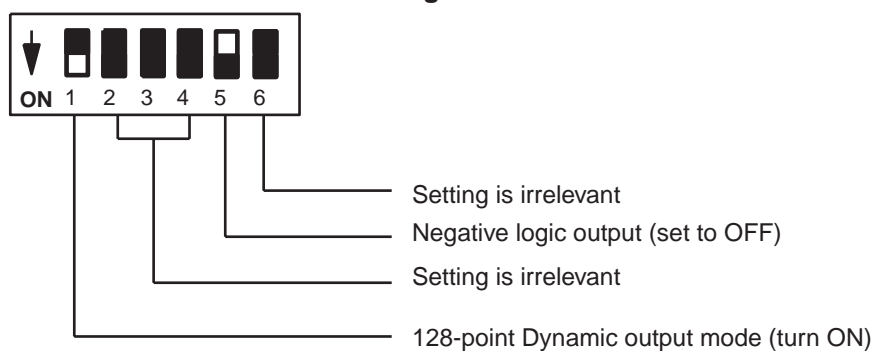 ON 1 2 3 4 5 6
Setting is irrelevant
Negative logic output (set to OFF)
Setting is irrelevant
128-point Dynamic output mode (turn ON)